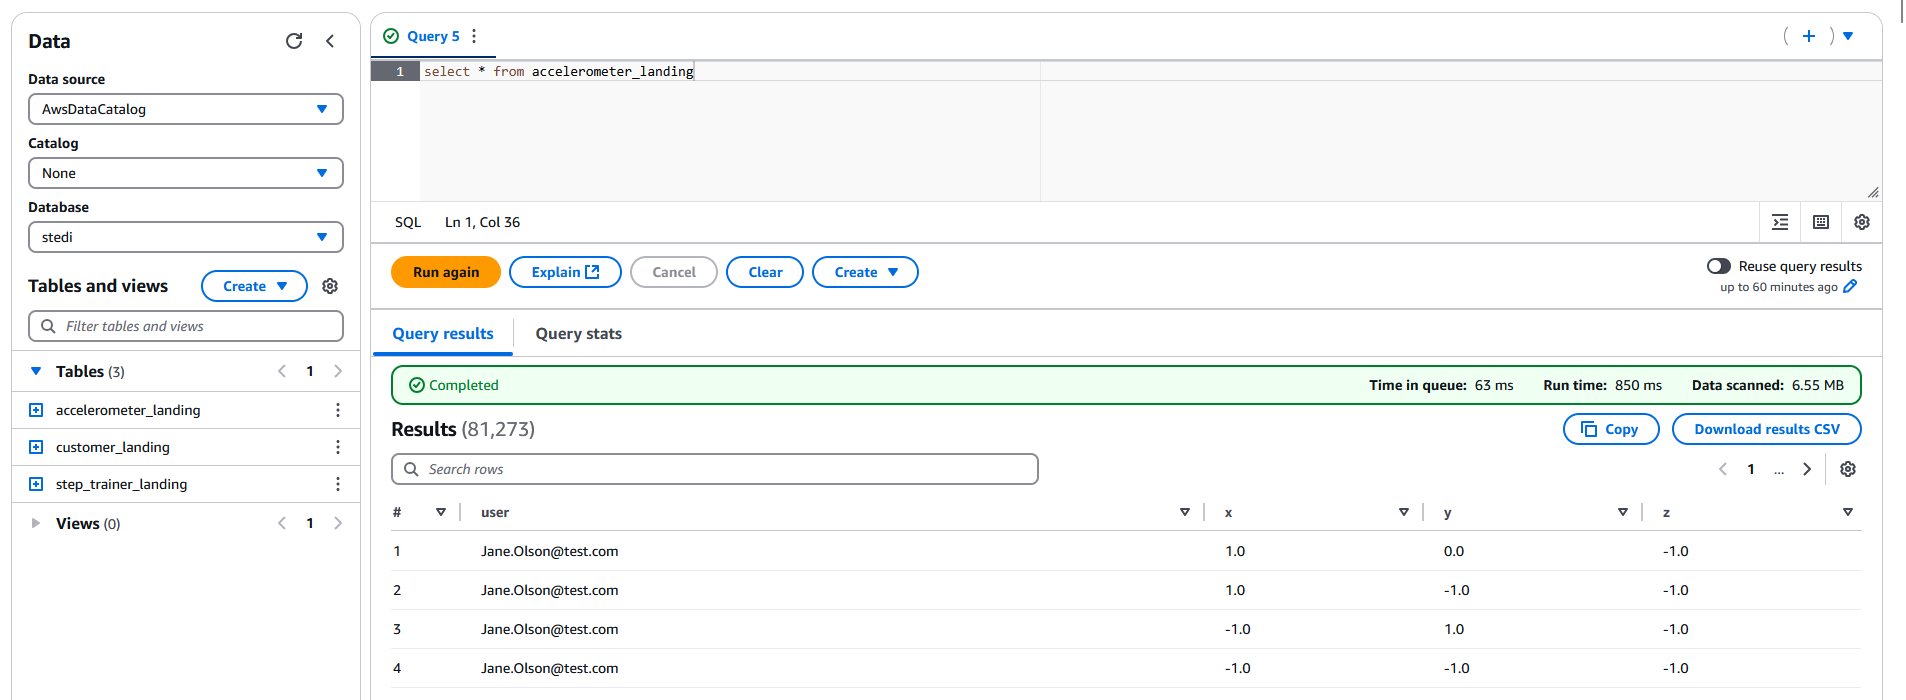 Data
Data source
AwsDataCatalog
Catalog
None
Database
stedi
Tables and views
Create
Filter tables and views
Tables (3)
1
accelerometer_landing
customer_landing
step_trainer_landing
Views (0)
1
Query 5
1 select * from accelerometer_landing
SQL Ln 1, Col 36
Run again Explain Cancel Clear Create
Reuse query results
up to 60 minutes ago
Query results Query stats
Completed Time in queue: 63 ms Run time: 850 ms Data scanned: 6.55 MB
Results (81,273) Copy Download results CSV
Search rows 1 ...
# user x y z
1 Jane.Olson@test.com 1.0 0.0 -1.0
2 Jane.Olson@test.com 1.0 -1.0 -1.0
3 Jane.Olson@test.com -1.0 1.0 -1.0
4 Jane.Olson@test.com -1.0 -1.0 -1.0